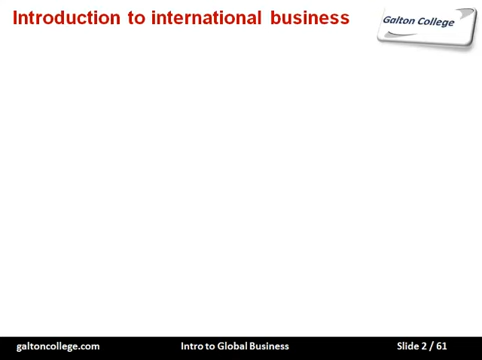 Introduction to international business
Galton College
galtoncollege.com
Intro to Global Business
Slide 2 / 61